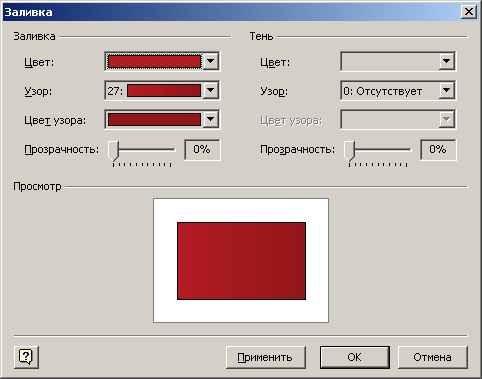 Заливка
Заливка
Тень
Цвет:
Цвет:
Узор:
27:
Узор:
0: Отсутствует
Цвет узора:
Цвет узора:
Прозрачность:
0%
Прозрачность:
0%
Просмотр
?
Применить
OK
Отмена